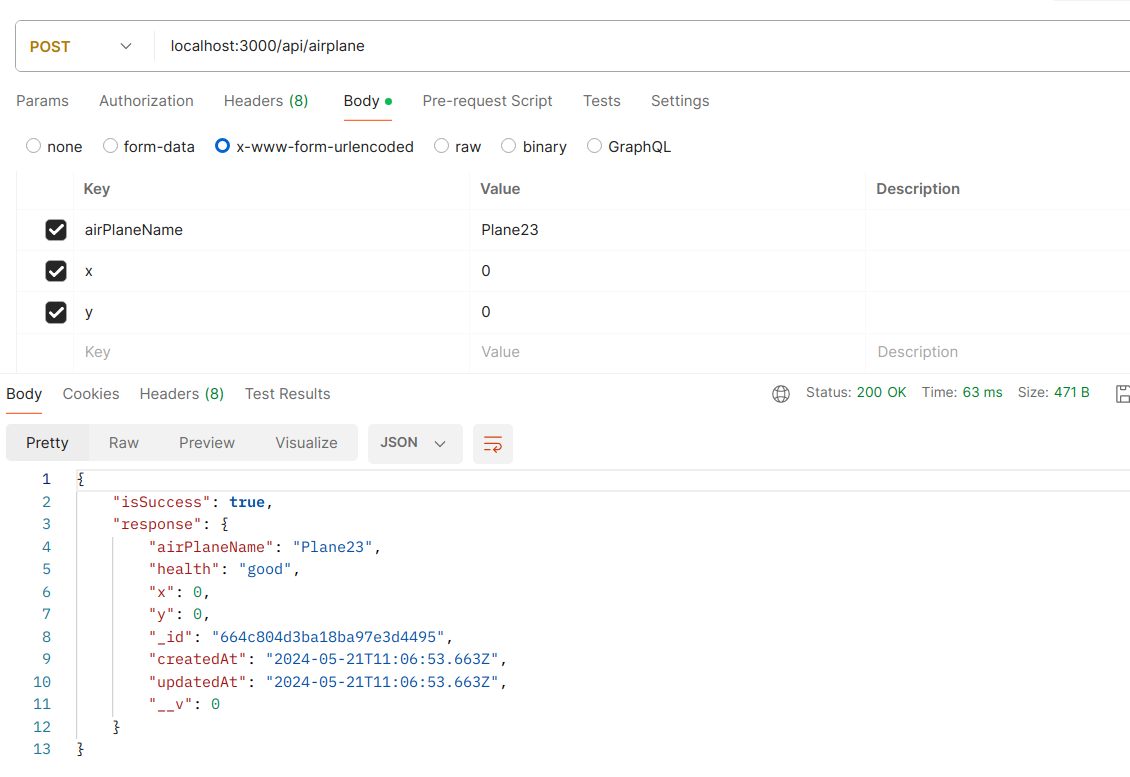 POST localhost:3000/api/airplane
Params Authorization Headers (8) Body Pre-request Script Tests Settings
none form-data x-www-form-urlencoded raw binary GraphQL
Key Value Description
airPlaneName Plane23
x 0
y 0
Key Value Description
Body Cookies Headers (8) Test Results Status: 200 OK Time: 63 ms Size: 471 B
Pretty Raw Preview Visualize JSON
1 {
2 "isSuccess": true,
3 "response": {
4 "airPlaneName": "Plane23",
5 "health": "good",
6 "x": 0,
7 "y": 0,
8 "_id": "664c804d3ba18ba97e3d4495",
9 "createdAt": "2024-05-21T11:06:53.663Z",
10 "updatedAt": "2024-05-21T11:06:53.663Z",
11 "__v": 0
12 }
13 }